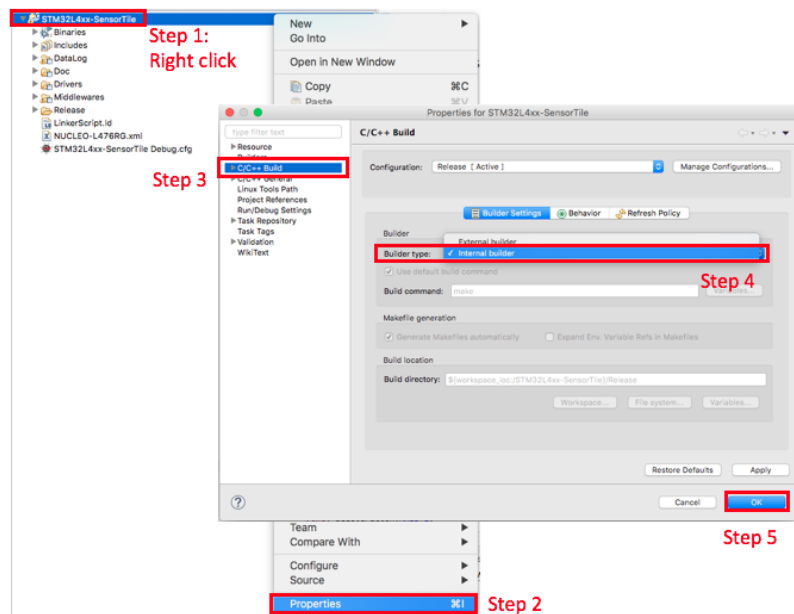 STM32L4xx-SensorTile
Binaries
Includes
DataLog
Doc
Drivers
Middlewares
Release
LinkerScript.ld
NUCLEO-L476RG.xml
STM32L4xx-SensorTile Debug.cfg
Step 1:
Right click
New
Go Into
Open in New Window
Copy ⌘C
Paste ⌘V
Properties for STM32L4xx-SensorTile
type filter text
Resource
Builders
C/C++ Build
C/C++ General
Linux Tools Path
Project References
Run/Debug Settings
Task Repository
Task Tags
Validation
WikiText
Step 3
C/C++ Build
Configuration: Release [ Active ] Manage Configurations...
Builder Settings Behavior Refresh Policy
Builder
External builder
Builder type: ✓ Internal builder
Step 4
Use default build command
Build command: make Variables...
Makefile generation
Generate Makefiles automatically Expand Env. Variable Refs in Makefiles
Build location
Build directory: ${workspace_loc:/STM32L4xx-SensorTile}/Release
Workspace... File system... Variables...
Restore Defaults Apply
? Cancel OK
Step 5
Team
Compare With
Configure
Source
Properties ⌘I
Step 2